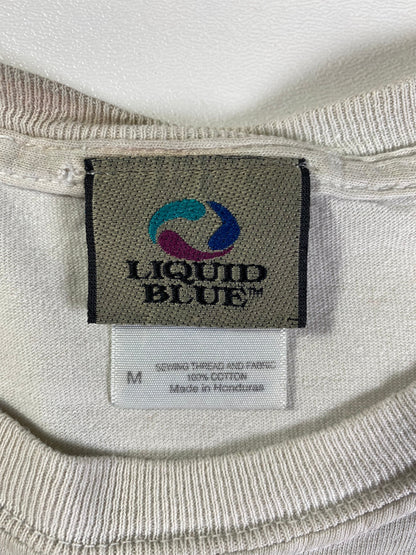 LIQUID
BLUE™
M
SEWING THREAD AND FABRIC
100% COTTON
Made in Honduras